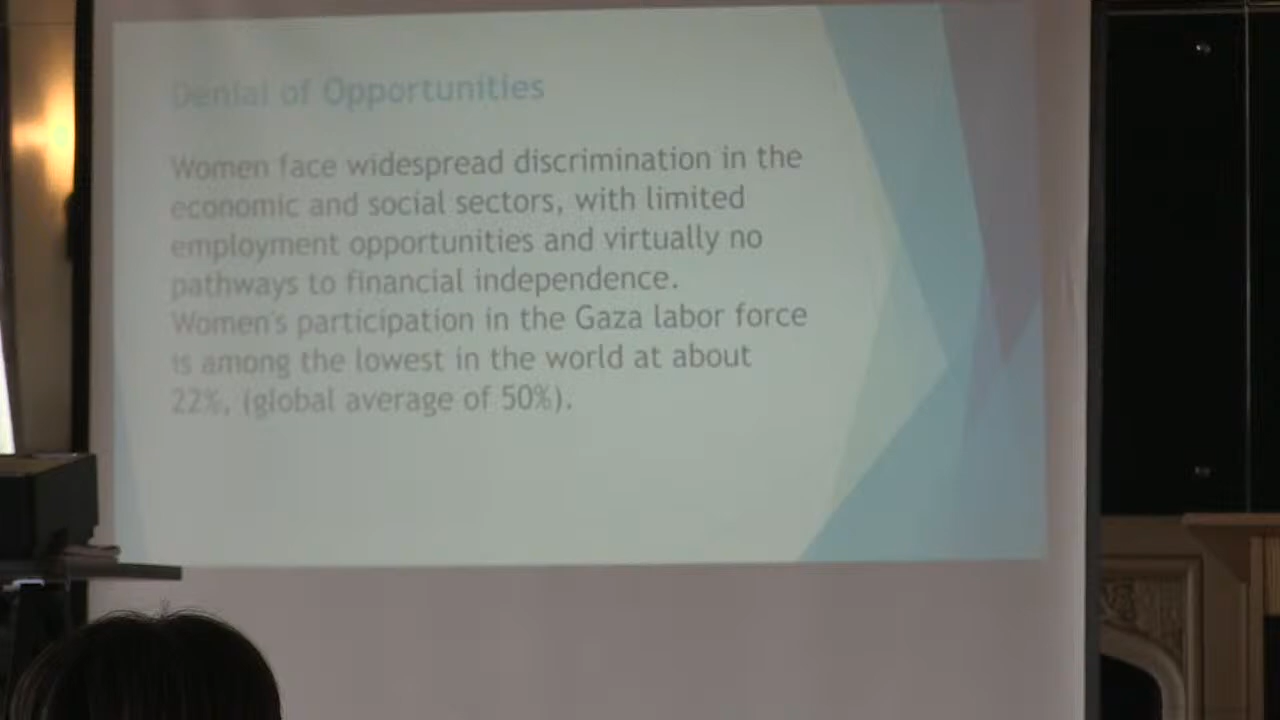 Denial of Opportunities
Women face widespread discrimination in the
economic and social sectors, with limited
employment opportunities and virtually no
pathways to financial independence.
Women's participation in the Gaza labor force
is among the lowest in the world at about
22%, (global average of 50%).